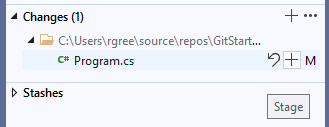 Changes (1)
C:\Users\rgree\source\repos\GitStart...
C# Program.cs M
Stashes
Stage